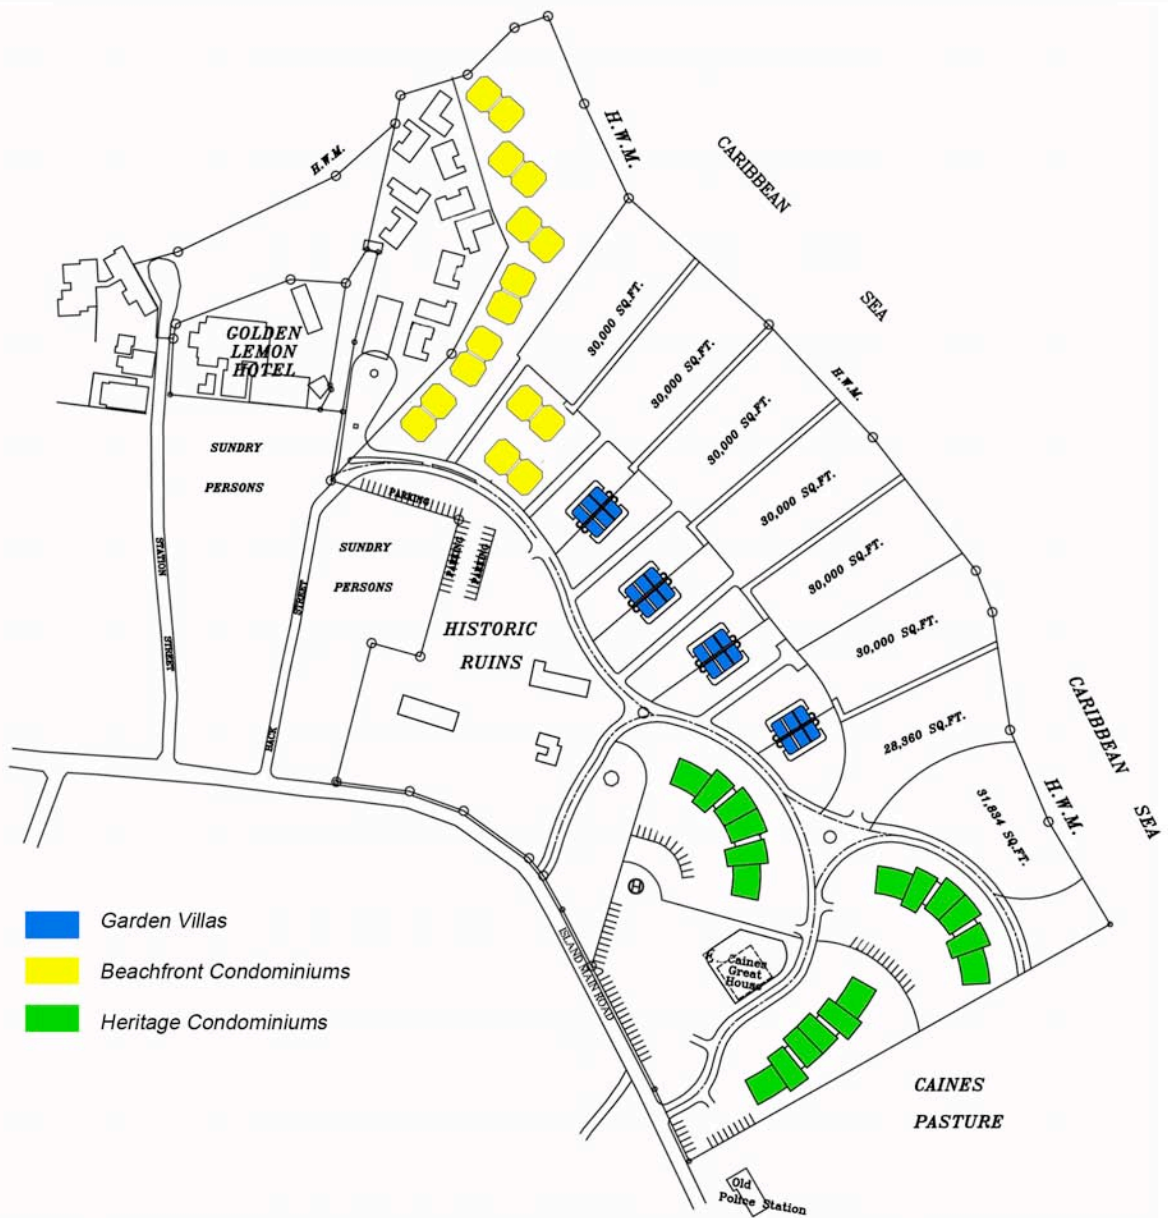 H.W.M.
H.W.M.
CARIBBEAN
SEA
30,000 SQ.FT.
30,000 SQ.FT.
30,000 SQ.FT.
30,000 SQ.FT.
30,000 SQ.FT.
30,000 SQ.FT.
28,360 SQ.FT.
31,834 SQ.FT.
H.W.M.
CARIBBEAN
SEA
H.W.M.
GOLDEN
LEMON
HOTEL
SUNDRY
PERSONS
PARKING
PARKING
PARKING
SUNDRY
PERSONS
STATION
STREET
STREET
HACK
HISTORIC
RUINS
H
Caines
Great
House
ISLAND MAIN ROAD
Garden Villas
Beachfront Condominiums
Heritage Condominiums
CAINES
PASTURE
Old
Police Station